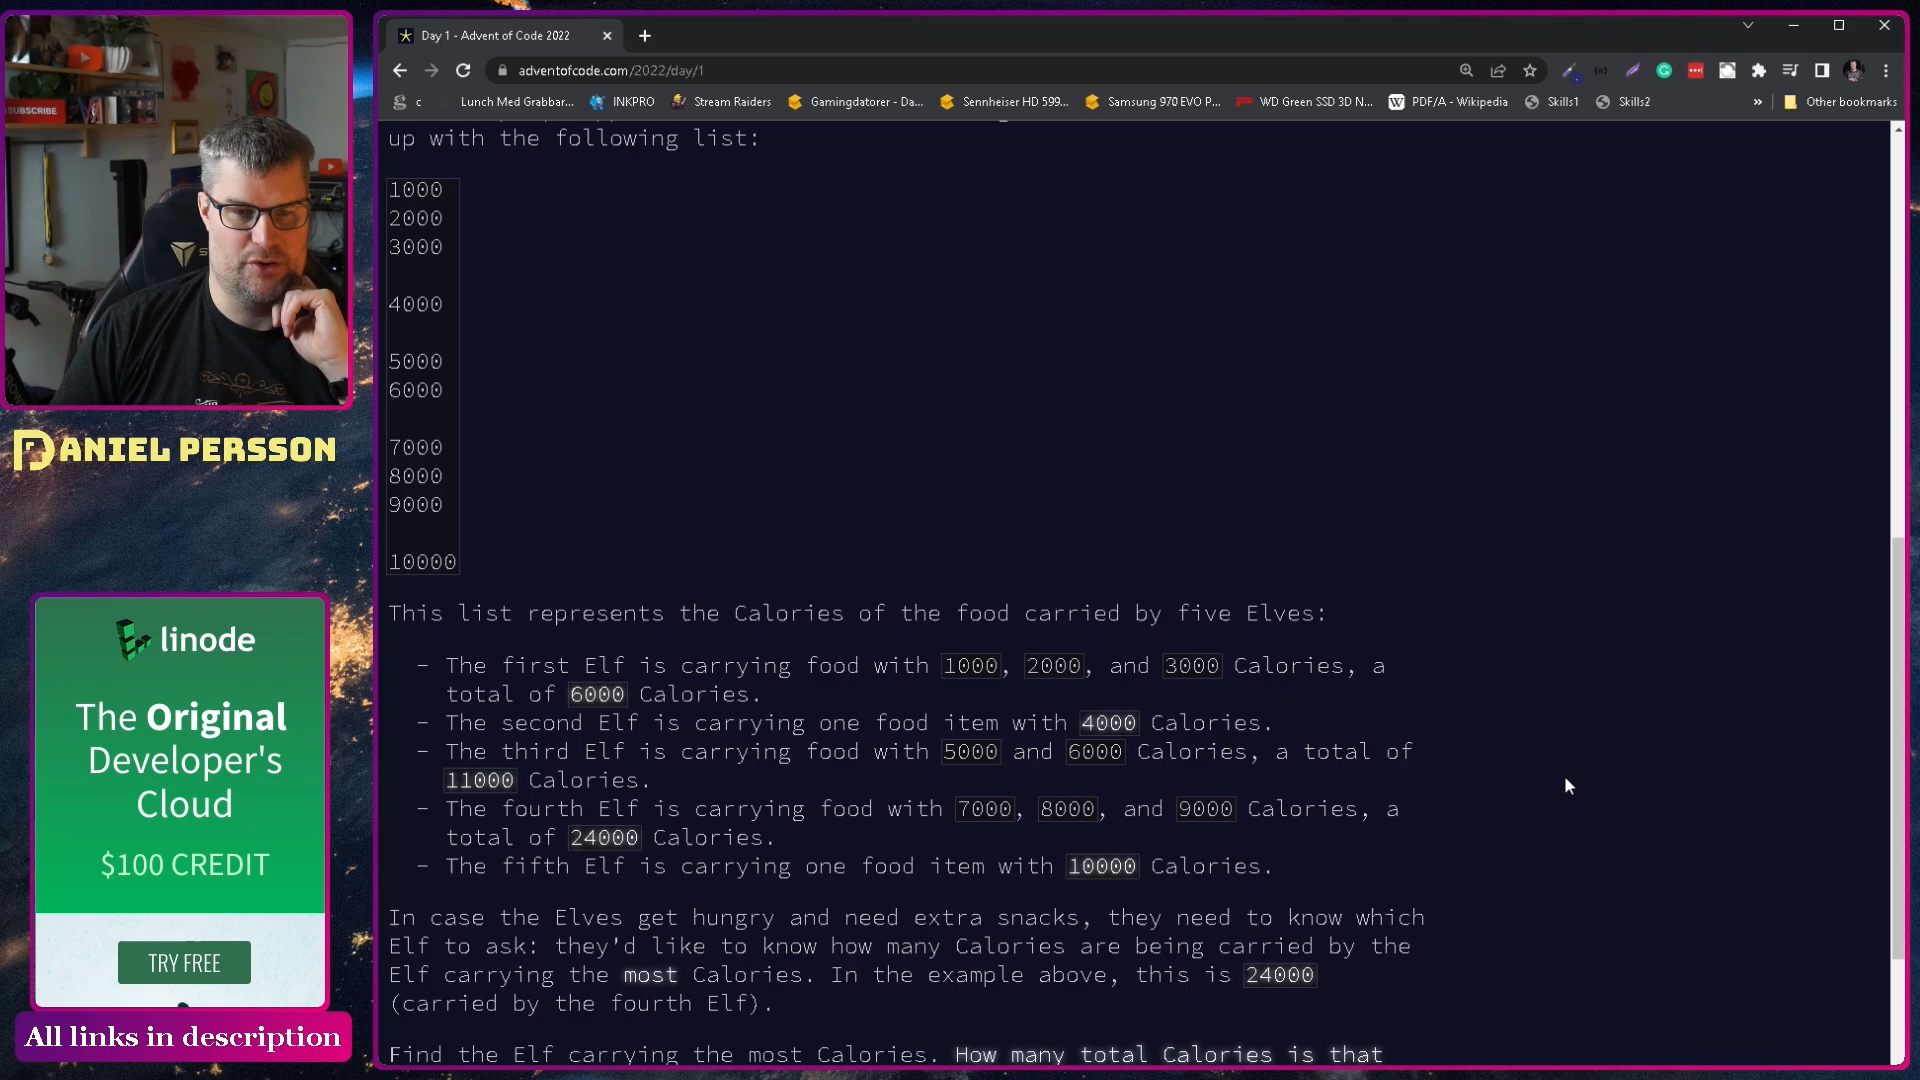 SUBSCRIBE
DANIEL PERSSON
linode
The Original
Developer's
Cloud
$100 CREDIT
TRY FREE
All links in description
Day 1 - Advent of Code 2022
adventofcode.com/2022/day/1
c
Lunch Med Grabbar...
INKPRO
Stream Raiders
Gamingdatorer - Da...
Sennheiser HD 599...
Samsung 970 EVO P...
WD Green SSD 3D N...
PDF/A - Wikipedia
Skills1
Skills2
»
Other bookmarks
up with the following list:
1000
2000
3000
4000
5000
6000
7000
8000
9000
10000
This list represents the Calories of the food carried by five Elves:
- The first Elf is carrying food with 1000, 2000, and 3000 Calories, a
total of 6000 Calories.
- The second Elf is carrying one food item with 4000 Calories.
- The third Elf is carrying food with 5000 and 6000 Calories, a total of
11000 Calories.
- The fourth Elf is carrying food with 7000, 8000, and 9000 Calories, a
total of 24000 Calories.
- The fifth Elf is carrying one food item with 10000 Calories.
In case the Elves get hungry and need extra snacks, they need to know which
Elf to ask: they'd like to know how many Calories are being carried by the
Elf carrying the most Calories. In the example above, this is 24000
(carried by the fourth Elf).
Find the Elf carrying the most Calories. How many total Calories is that